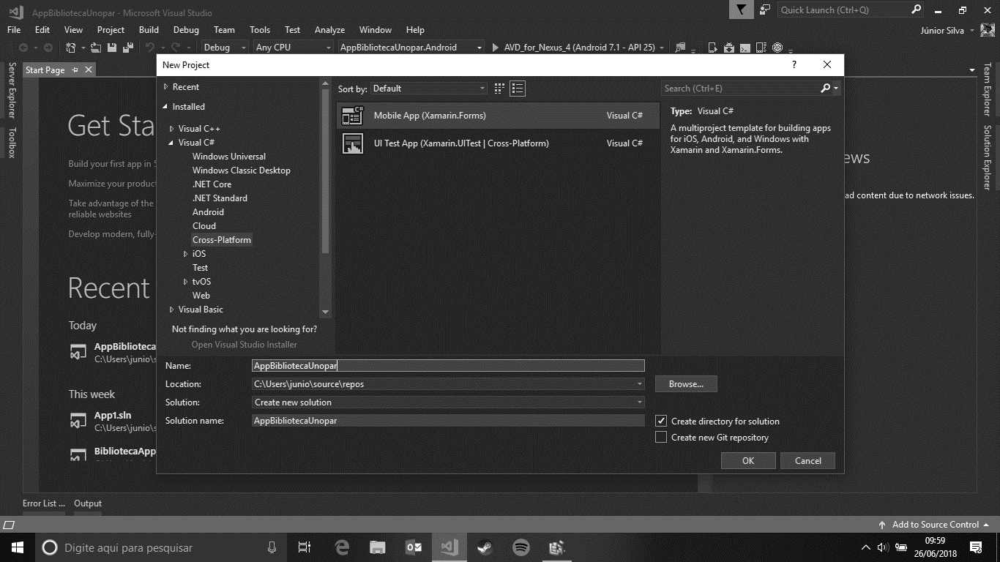 AppBibliotecaUnopar - Microsoft Visual Studio
Quick Launch (Ctrl+Q)
File Edit View Project Build Debug Team Tools Test Analyze Window Help
Júnior Silva
Debug Any CPU AppBibliotecaUnopar.Android AVD_for_Nexus_4 (Android 7.1 - API 25)
Server Explorer
Toolbox
Start Page
Get Sta
Build your first app in 5
Maximize your produc
Take advantage of the
reliable websites
Develop modern, fully-
Recent
Today
AppBiblioteca
C:\Users\junio\s
This week
App1.sln
C:\Users\junio\s
BibliotecaApp
New Project
?
Recent
Installed
Visual C++
Visual C#
Windows Universal
Windows Classic Desktop
.NET Core
.NET Standard
Android
Cloud
Cross-Platform
iOS
Test
tvOS
Web
Visual Basic
Not finding what you are looking for?
Open Visual Studio Installer
Sort by: Default
C# Mobile App (Xamarin.Forms) Visual C#
UI Test App (Xamarin.UITest | Cross-Platform) Visual C#
Search (Ctrl+E)
Type: Visual C#
A multiproject template for building apps
for iOS, Android, and Windows with
Xamarin and Xamarin.Forms.
Name: AppBibliotecaUnopar
Location: C:\Users\junio\source\repos
Browse...
Solution: Create new solution
Solution name: AppBibliotecaUnopar
Create directory for solution
Create new Git repository
OK Cancel
ews
ad content due to network issues.
Team Explorer
Solution Explorer
Error List ... Output
Add to Source Control
Digite aqui para pesquisar
09:59
26/06/2018